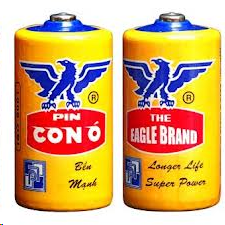 ®
PIN
CON Ó
Bền
Mạnh
®
THE
EAGLE BRAND
Longer Life
Super Power